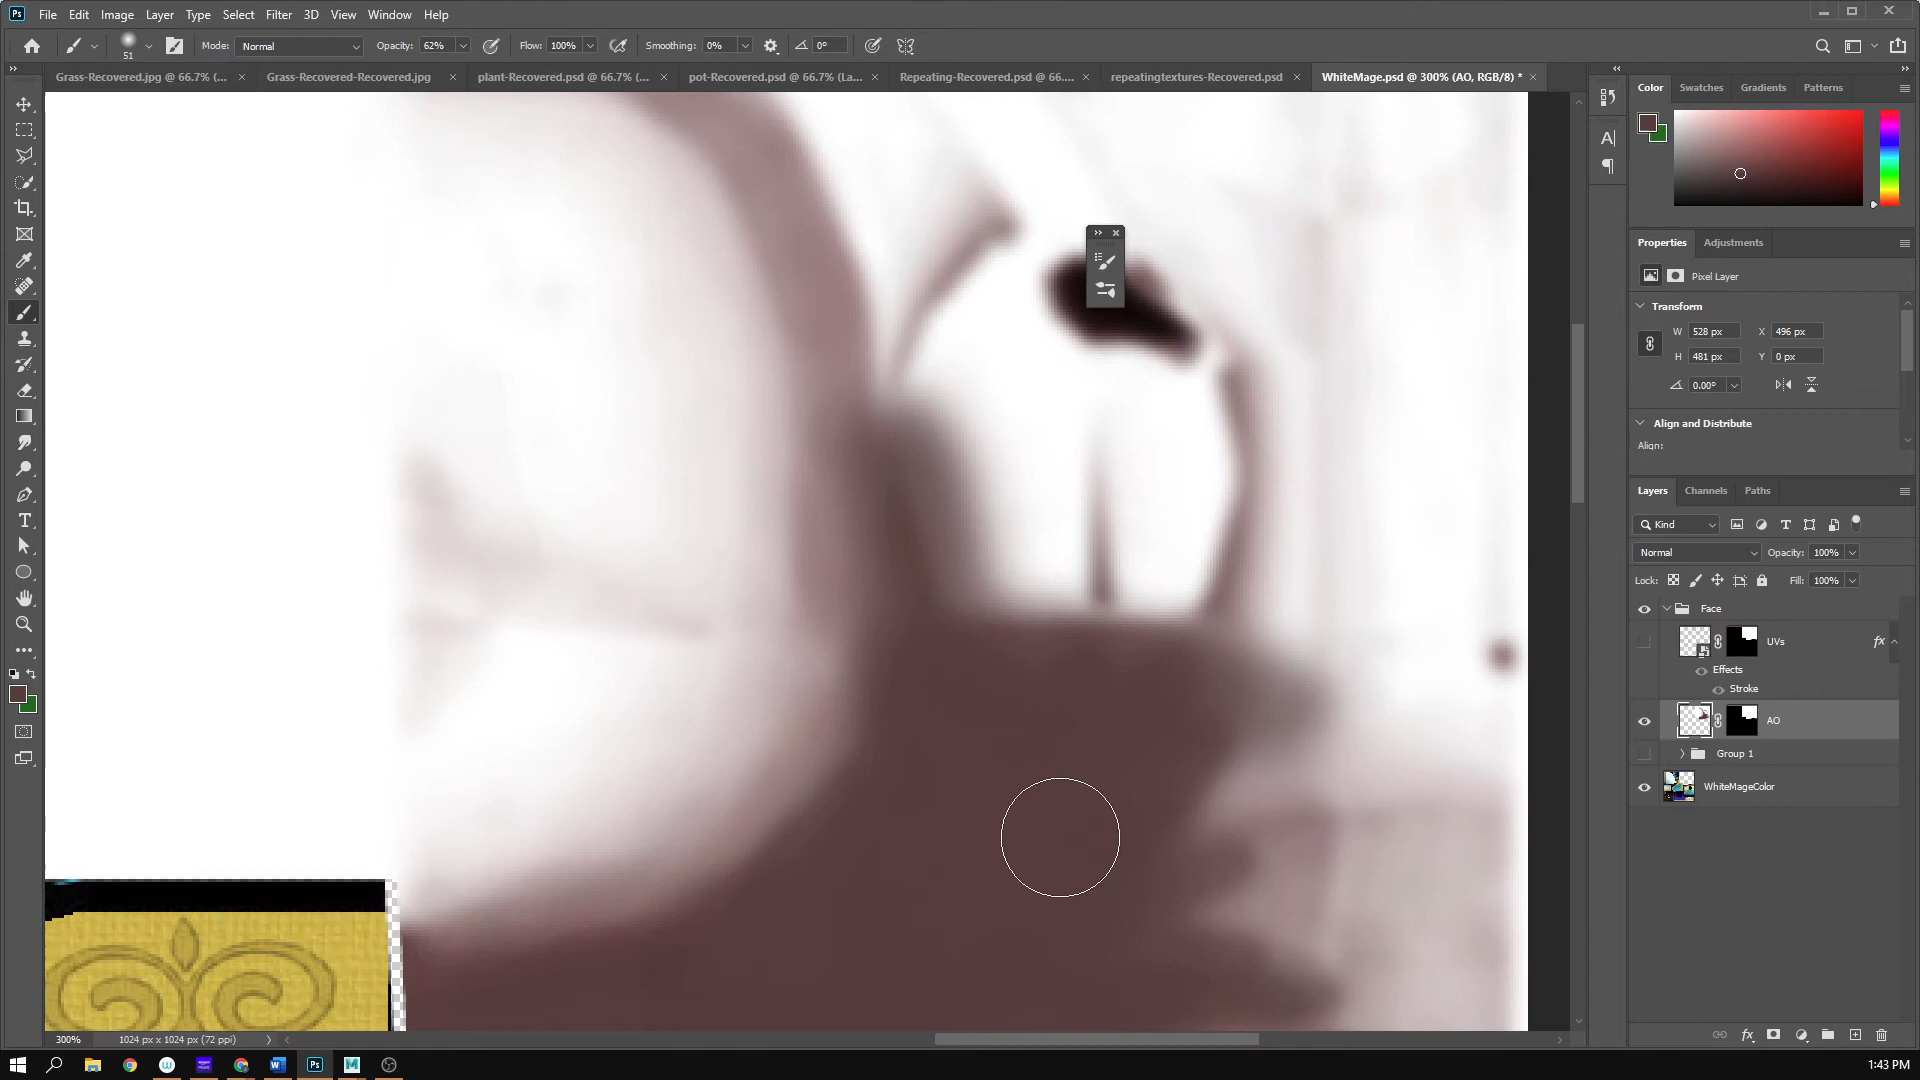 Ps File Edit Image Layer Type Select Filter 3D View Window Help
51 Mode: Normal Opacity: 62% Flow: 100% Smoothing: 0% 0°
Grass-Recovered.jpg @ 66.7% (... Grass-Recovered-Recovered.jpg plant-Recovered.psd @ 66.7% (... pot-Recovered.psd @ 66.7% (La... Repeating-Recovered.psd @ 66.... repeatingtextures-Recovered.psd WhiteMage.psd @ 300% (AO, RGB/8) *
Color Swatches Gradients Patterns
Properties Adjustments
Pixel Layer
Transform
W 528 px X 496 px
H 481 px Y 0 px
0.00°
Align and Distribute
Align:
Layers Channels Paths
Kind
Normal Opacity: 100%
Lock: Fill: 100%
Face
UVs fx
Effects
Stroke
AO
Group 1
WhiteMageColor
300% 1024 px x 1024 px (72 ppi)
fx
1:43 PM